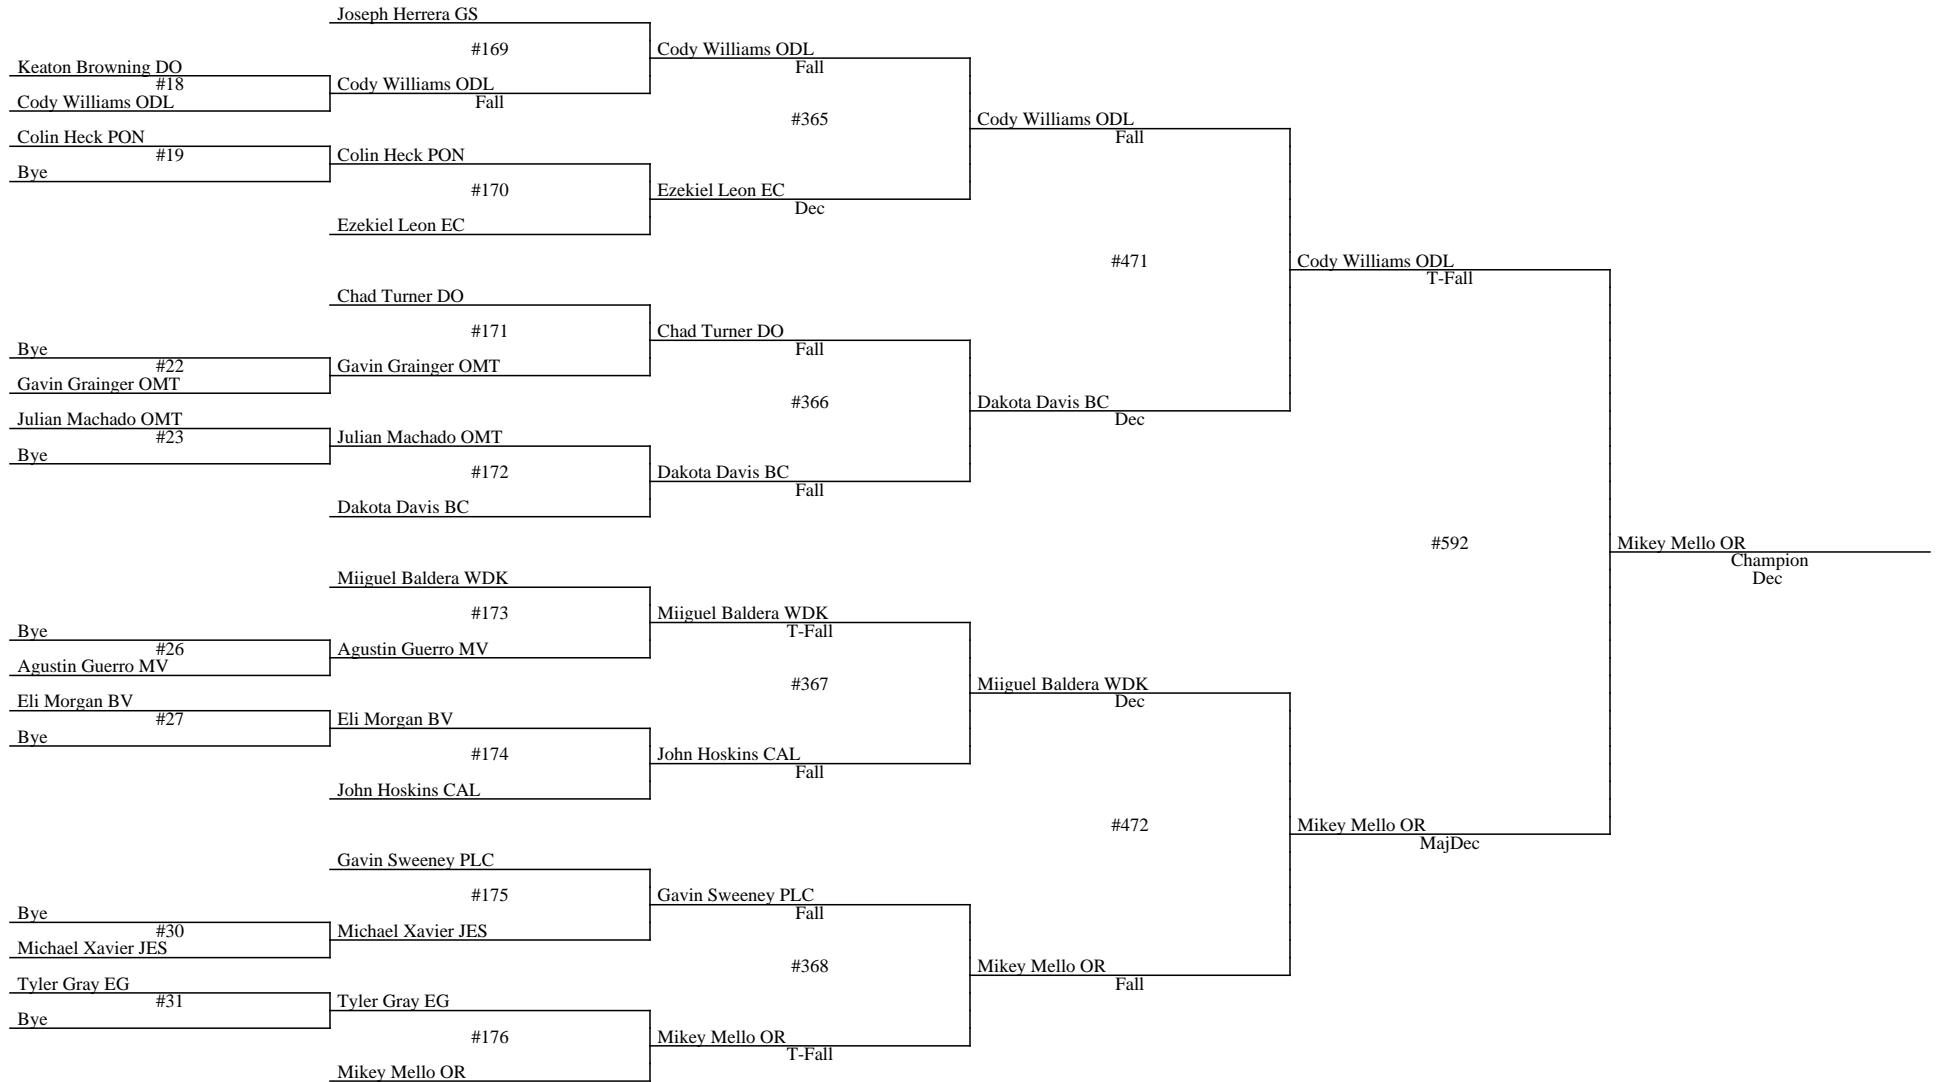 Joseph Herrera GS
#169
Cody Williams ODL
Fall
Keaton Browning DO
#18
Cody Williams ODL
Cody Williams ODL
Fall
#365
Cody Williams ODL
Fall
Colin Heck PON
#19
Bye
Colin Heck PON
#170
Ezekiel Leon EC
Dec
Ezekiel Leon EC
#471
Cody Williams ODL
T-Fall
Chad Turner DO
#171
Chad Turner DO
Fall
Bye
#22
Gavin Grainger OMT
Gavin Grainger OMT
#366
Dakota Davis BC
Dec
Julian Machado OMT
#23
Bye
Julian Machado OMT
#172
Dakota Davis BC
Fall
Dakota Davis BC
#592
Mikey Mello OR
Champion
Dec
Miiguel Baldera WDK
#173
Miiguel Baldera WDK
T-Fall
Bye
#26
Agustin Guerro MV
Agustin Guerro MV
#367
Miiguel Baldera WDK
Dec
Eli Morgan BV
#27
Bye
Eli Morgan BV
#174
John Hoskins CAL
Fall
John Hoskins CAL
#472
Mikey Mello OR
MajDec
Gavin Sweeney PLC
#175
Gavin Sweeney PLC
Fall
Bye
#30
Michael Xavier JES
Michael Xavier JES
#368
Mikey Mello OR
Fall
Tyler Gray EG
#31
Bye
Tyler Gray EG
#176
Mikey Mello OR
T-Fall
Mikey Mello OR